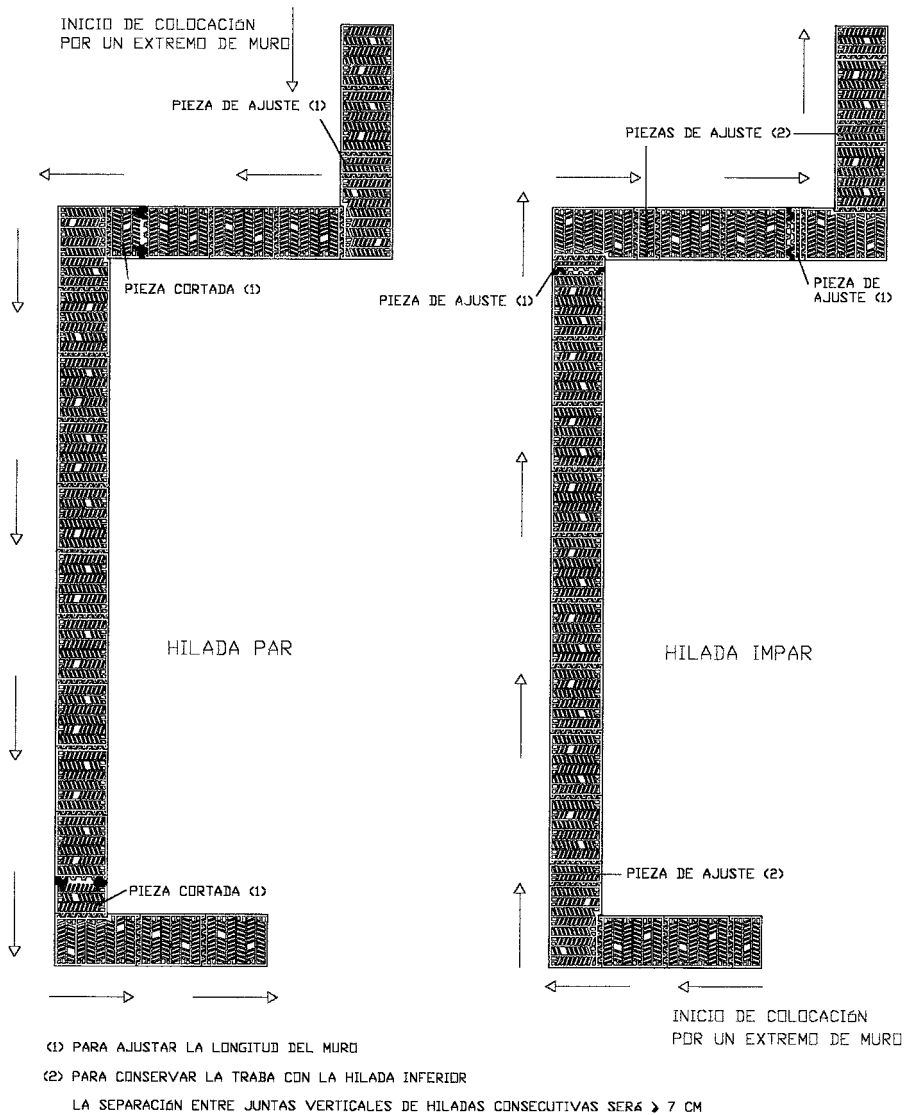 INICIO DE COLOCACIóN
POR UN EXTREMO DE MURO
PIEZA DE AJUSTE (1)
PIEZA CORTADA (1)
HILADA PAR
PIEZA CORTADA (1)
PIEZAS DE AJUSTE (2)
PIEZA DE AJUSTE (1)
PIEZA DE
AJUSTE (1)
HILADA IMPAR
PIEZA DE AJUSTE (2)
INICIO DE COLOCACIóN
POR UN EXTREMO DE MURO
(1) PARA AJUSTAR LA LONGITUD DEL MURO
(2) PARA CONSERVAR LA TRABA CON LA HILADA INFERIOR
LA SEPARACIóN ENTRE JUNTAS VERTICALES DE HILADAS CONSECUTIVAS SERá > 7 CM